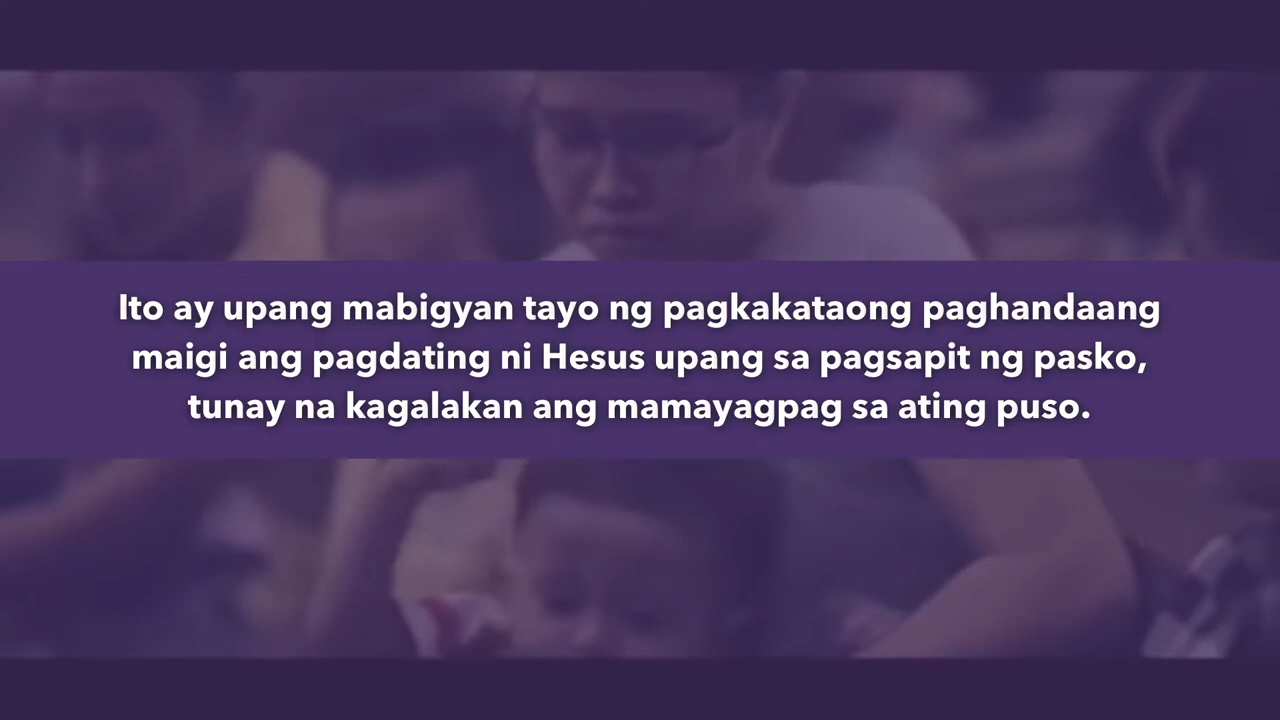 Ito ay upang mabigyan tayo ng pagkakataong paghandaang
maigi ang pagdating ni Hesus upang sa pagsapit ng pasko,
tunay na kagalakan ang mamayagpag sa ating puso.